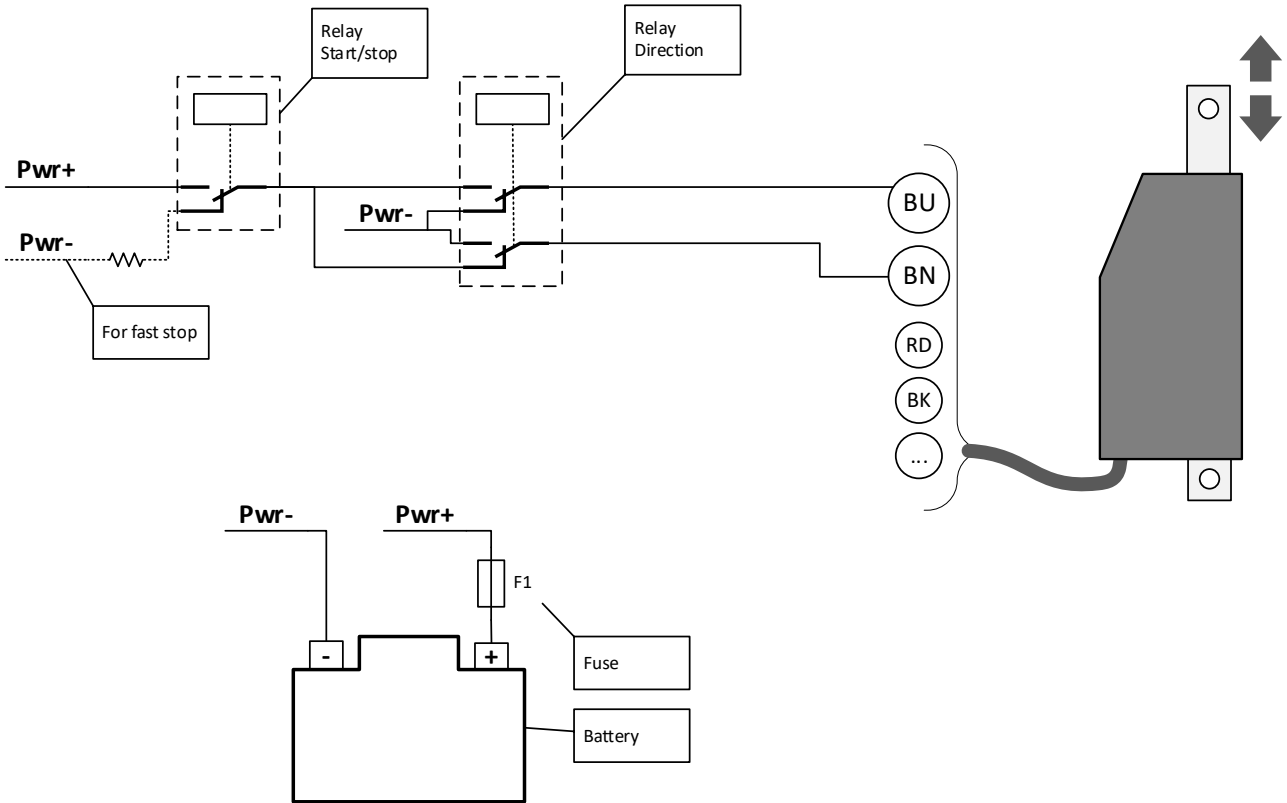 Relay
Start/stop
Relay
Direction
Pwr+
Pwr-
Pwr-
For fast stop
BU
BN
RD
BK
...
Pwr-
Pwr+
F1
-
+
Fuse
Battery